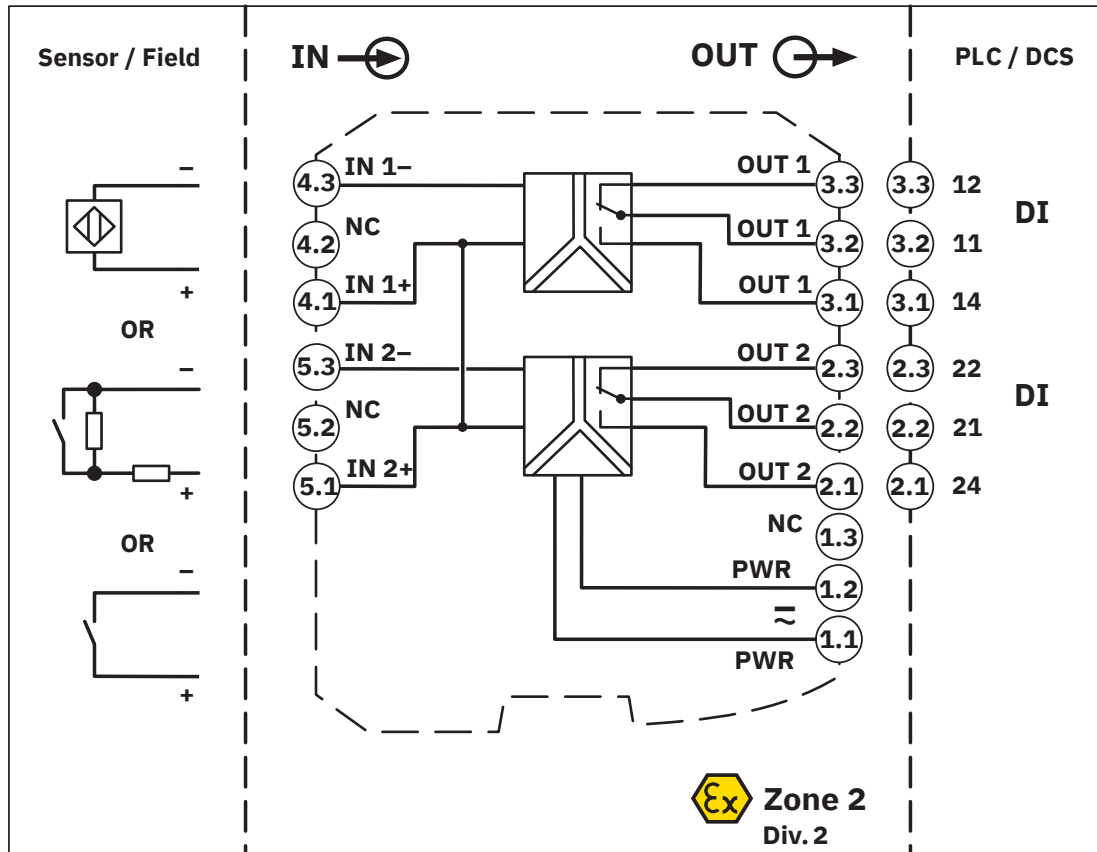 Sensor / Field
IN
OUT
PLC / DCS
–
+
OR
–
+
OR
–
+
4.3 IN 1–
4.2 NC
4.1 IN 1+
5.3 IN 2–
5.2 NC
5.1 IN 2+
OUT 1 3.3
OUT 1 3.2
OUT 1 3.1
OUT 2 2.3
OUT 2 2.2
OUT 2 2.1
NC 1.3
PWR 1.2
1.1
PWR
3.3 12
3.2 11
3.1 14
DI
2.3 22
2.2 21
2.1 24
DI
Ex Zone 2
Div. 2